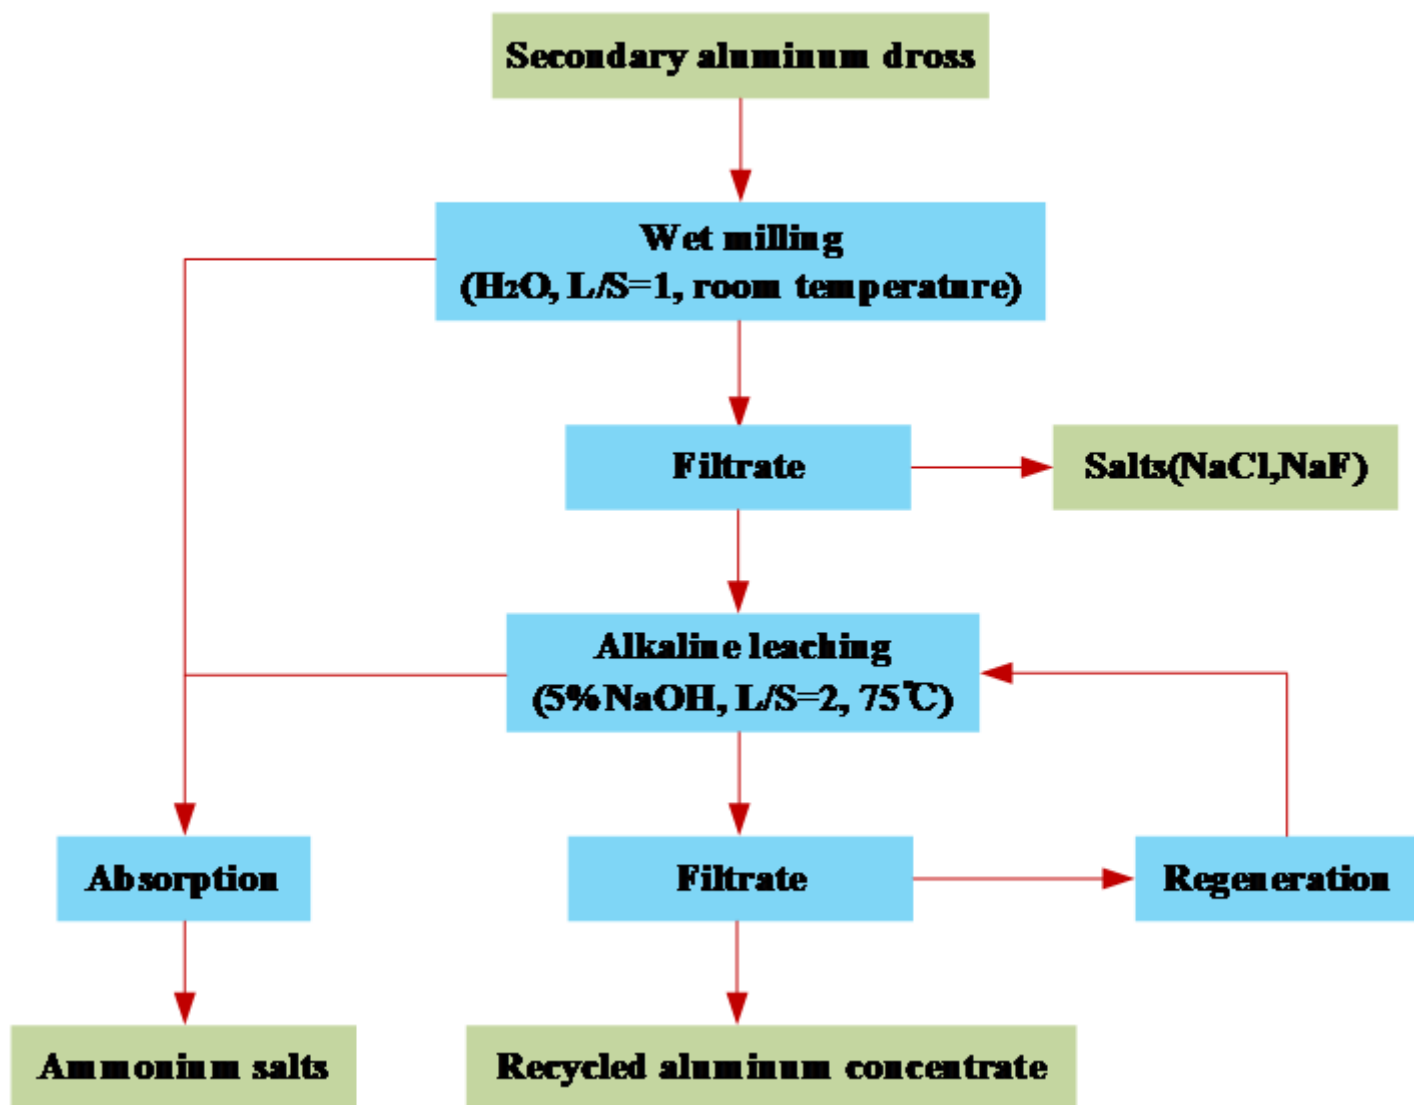 Secondary aluminum dross
Wet milling
(H₂O, L/S=1, room temperature)
Filtrate
Salts(NaCl,NaF)
Alkaline leaching
(5%NaOH, L/S=2, 75℃)
Absorption
Filtrate
Regeneration
Ammonium salts
Recycled aluminum concentrate